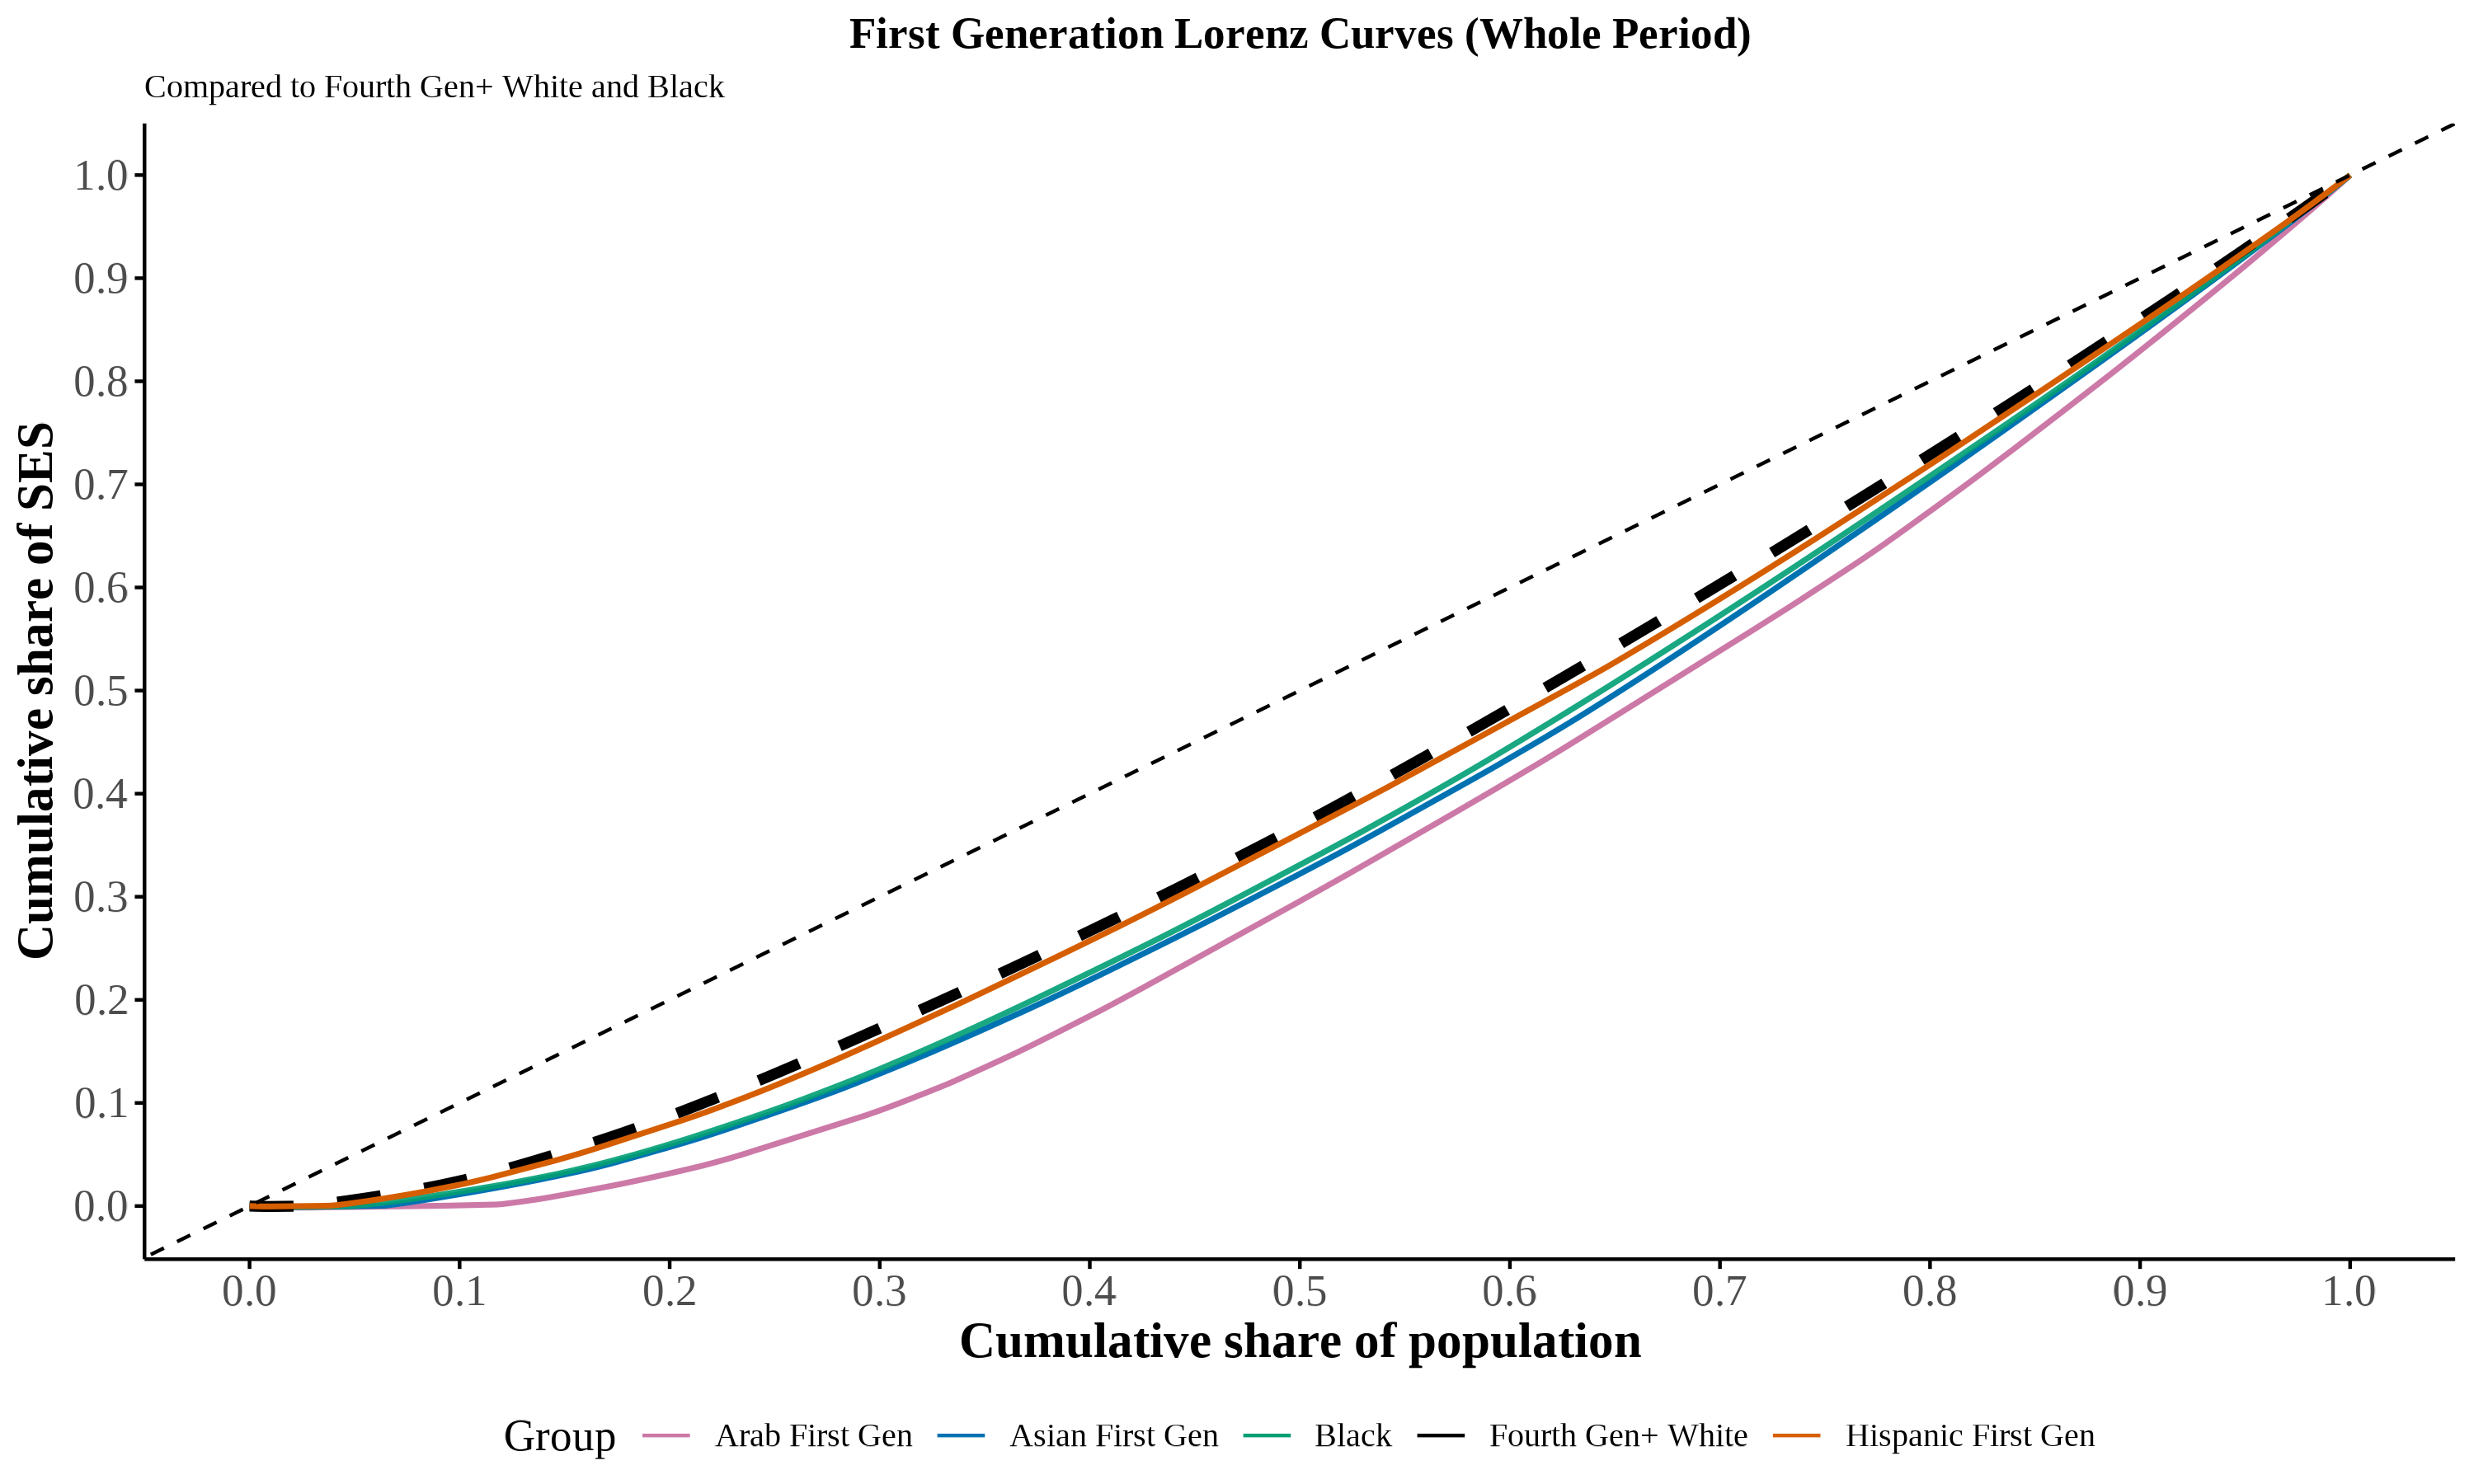 First Generation Lorenz Curves (Whole Period)
Compared to Fourth Gen+ White and Black
Cumulative share of SES
1.0
0.9
0.8
0.7
0.6
0.5
0.4
0.3
0.2
0.1
0.0
0.0 0.1 0.2 0.3 0.4 0.5 0.6 0.7 0.8 0.9 1.0
Cumulative share of population
Group Arab First Gen Asian First Gen Black Fourth Gen+ White Hispanic First Gen